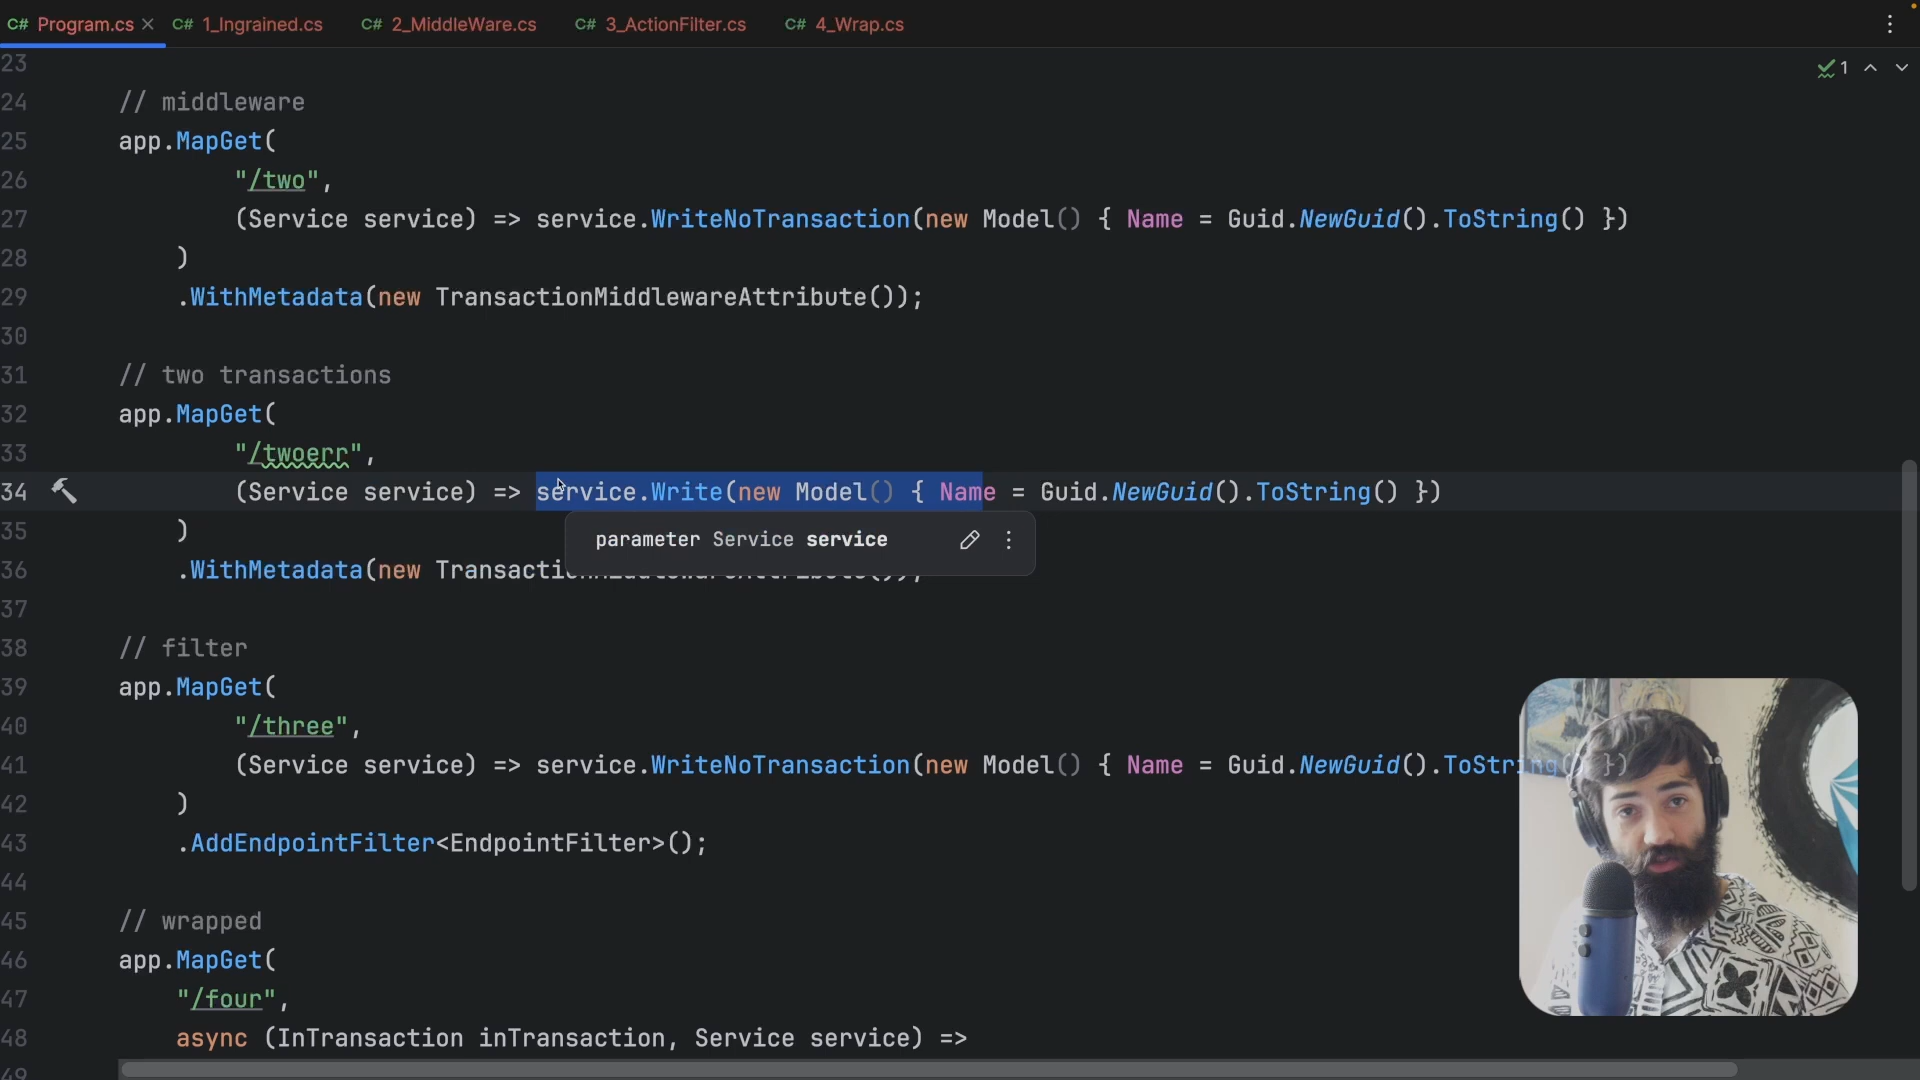 C# Program.cs C# 1_Ingrained.cs C# 2_MiddleWare.cs C# 3_ActionFilter.cs C# 4_Wrap.cs
1
23
24 // middleware
25 app.MapGet(
26 "/two",
27 (Service service) => service.WriteNoTransaction(new Model() { Name = Guid.NewGuid().ToString() })
28 )
29 .WithMetadata(new TransactionMiddlewareAttribute());
30
31 // two transactions
32 app.MapGet(
33 "/twoerr",
34 (Service service) => service.Write(new Model() { Name = Guid.NewGuid().ToString() })
35 )
parameter Service service
36 .WithMetadata(new TransactionMiddlewareAttribute());
37
38 // filter
39 app.MapGet(
40 "/three",
41 (Service service) => service.WriteNoTransaction(new Model() { Name = Guid.NewGuid().ToString() })
42 )
43 .AddEndpointFilter<EndpointFilter>();
44
45 // wrapped
46 app.MapGet(
47 "/four",
48 async (InTransaction inTransaction, Service service) =>
49